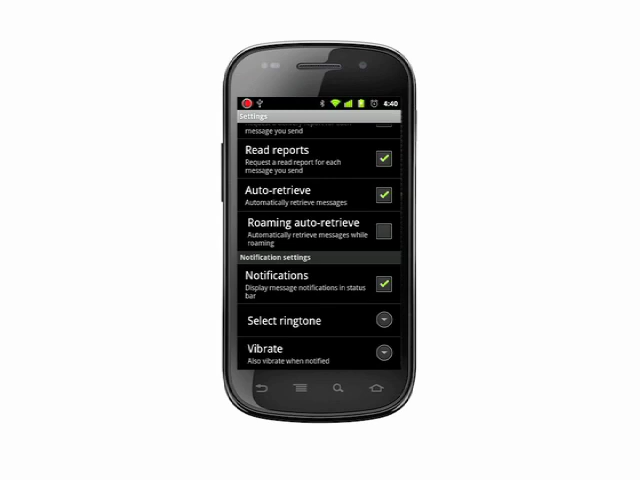 4:40
Settings
message you send
Read reports
Request a read report for each
message you send
Auto-retrieve
Automatically retrieve messages
Roaming auto-retrieve
Automatically retrieve messages while
roaming
Notification settings
Notifications
Display message notifications in status
bar
Select ringtone
Vibrate
Also vibrate when notified